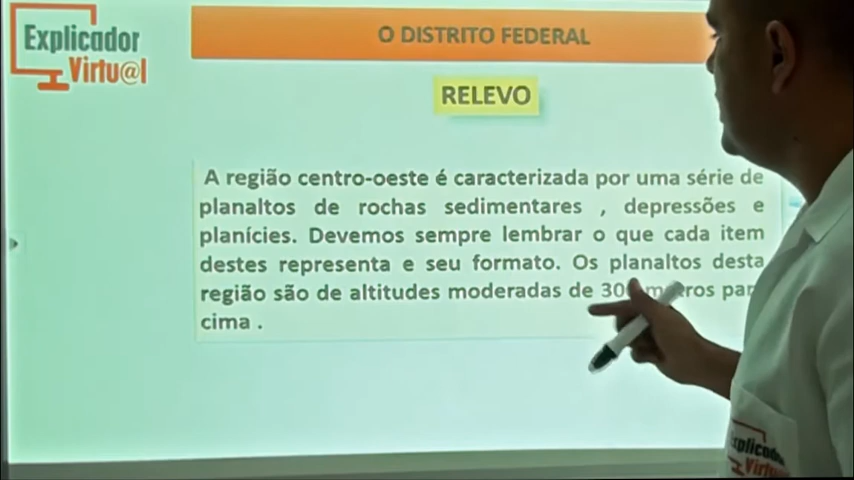 Explicador
Virtu@l
O DISTRITO FEDERAL
RELEVO
A região centro-oeste é caracterizada por uma série de
planaltos de rochas sedimentares , depressões e
planícies. Devemos sempre lembrar o que cada item
destes representa e seu formato. Os planaltos desta
região são de altitudes moderadas de
cima .
Explicador
Virtu@l